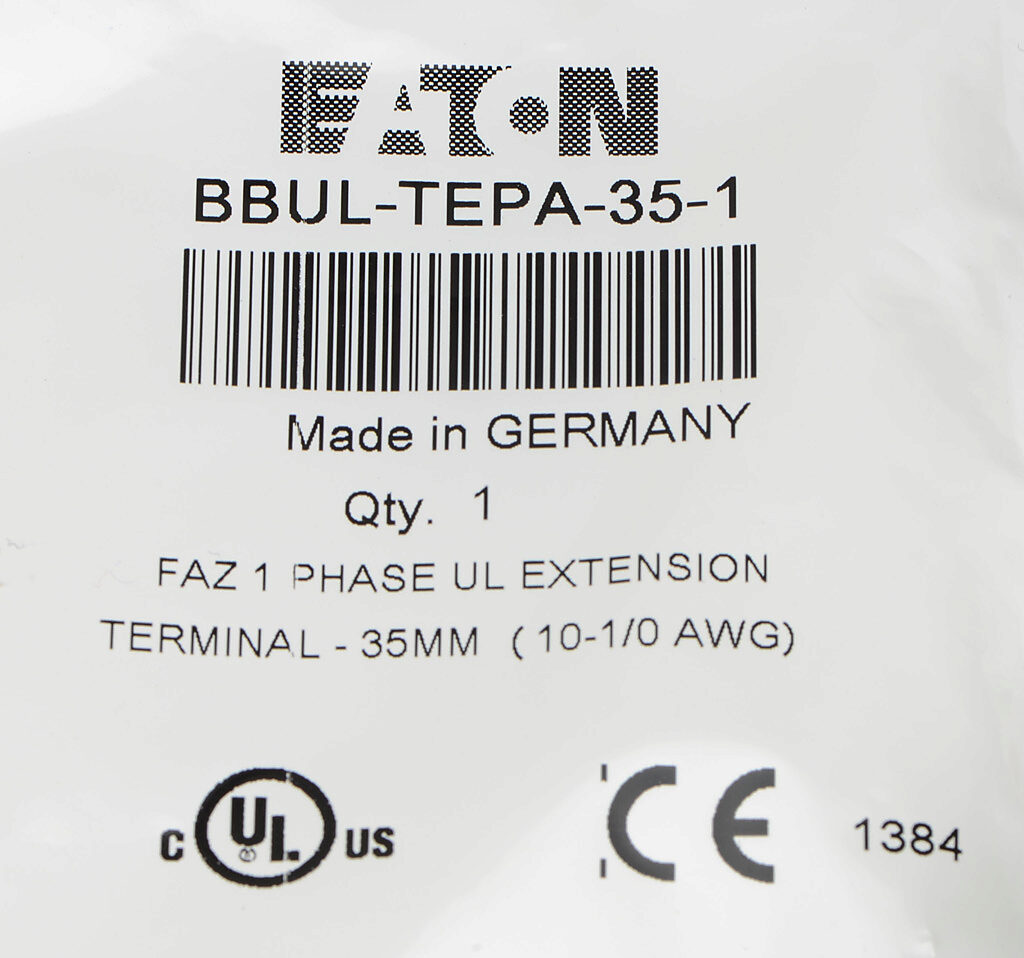 EATON
BBUL-TEPA-35-1
Made in GERMANY
Qty. 1
FAZ 1 PHASE UL EXTENSION
TERMINAL - 35MM (10-1/0 AWG)
C UL ® US CE 1384